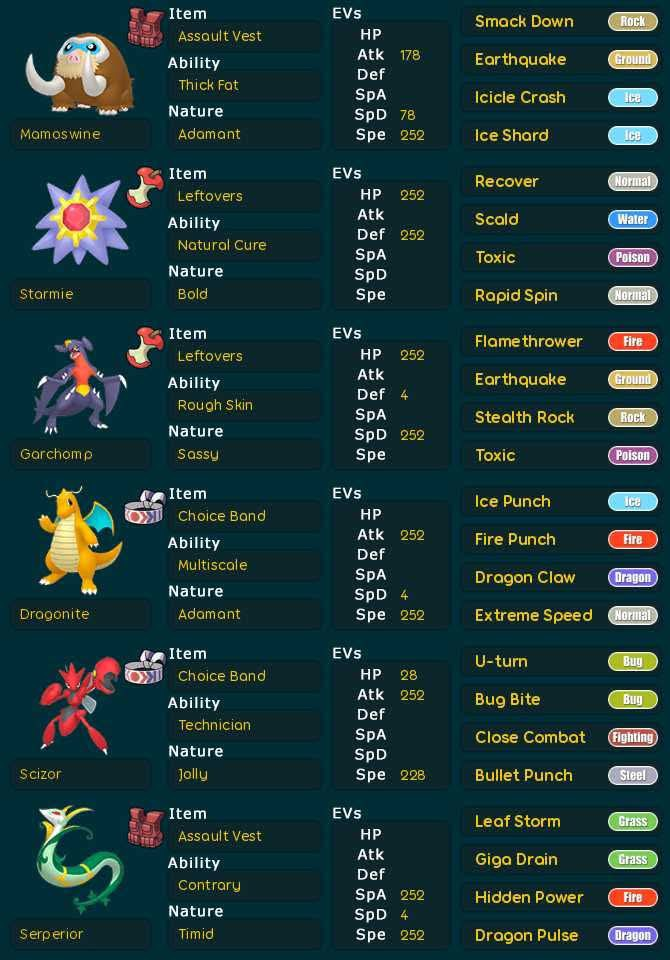 Item EVs
Assault Vest HP
Atk 178
Ability Def
Thick Fat SpA
Nature SpD 78
Mamoswine Adamant Spe 252
Smack Down Rock
Earthquake Ground
Icicle Crash Ice
Ice Shard Ice
Item EVs
Leftovers HP 252
Atk
Ability Def 252
Natural Cure SpA
Nature SpD
Starmie Bold Spe
Recover Normal
Scald Water
Toxic Poison
Rapid Spin Normal
Item EVs
Leftovers HP 252
Atk
Ability Def 4
Rough Skin SpA
Nature SpD 252
Garchomp Sassy Spe
Flamethrower Fire
Earthquake Ground
Stealth Rock Rock
Toxic Poison
Item EVs
Choice Band HP
Atk 252
Ability Def
Multiscale SpA
Nature SpD 4
Dragonite Adamant Spe 252
Ice Punch Ice
Fire Punch Fire
Dragon Claw Dragon
Extreme Speed Normal
Item EVs
Choice Band HP 28
Atk 252
Ability Def
Technician SpA
Nature SpD
Scizor Jolly Spe 228
U-turn Bug
Bug Bite Bug
Close Combat Fighting
Bullet Punch Steel
Item EVs
Assault Vest HP
Atk
Ability Def
Contrary SpA 252
Nature SpD 4
Serperior Timid Spe 252
Leaf Storm Grass
Giga Drain Grass
Hidden Power Fire
Dragon Pulse Dragon